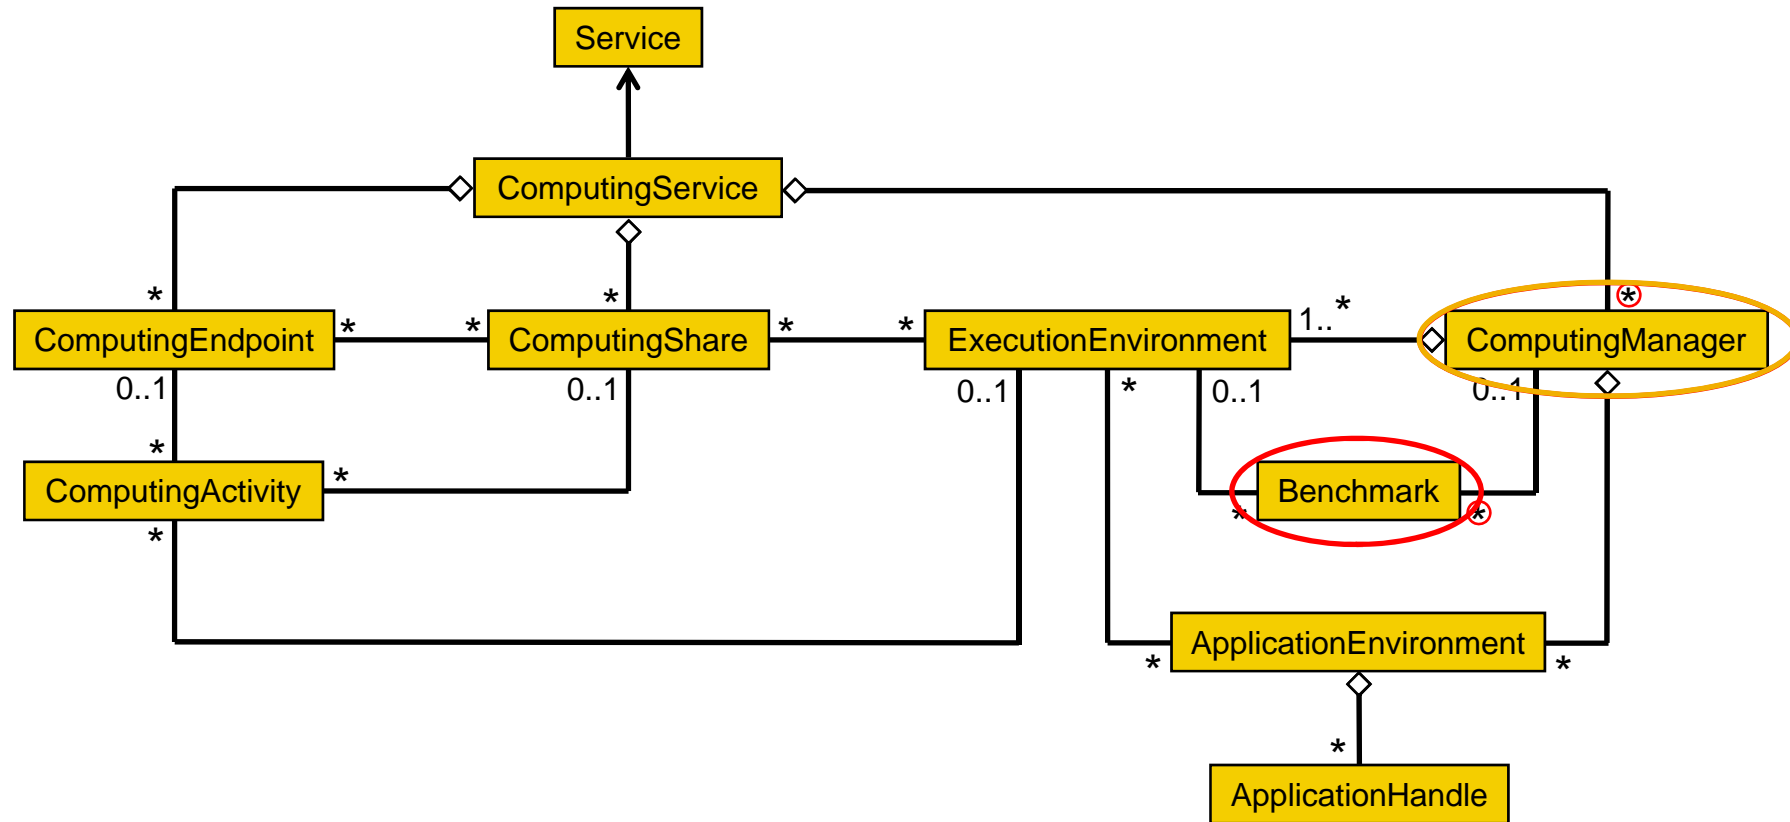 Service
ComputingService
* * *
1..*
ComputingEndpoint * * ComputingShare * * ExecutionEnvironment ComputingManager
0..1 0..1 0..1 * 0..1 0..1
*
ComputingActivity * Benchmark
* * *
ApplicationEnvironment
* *
*
ApplicationHandle